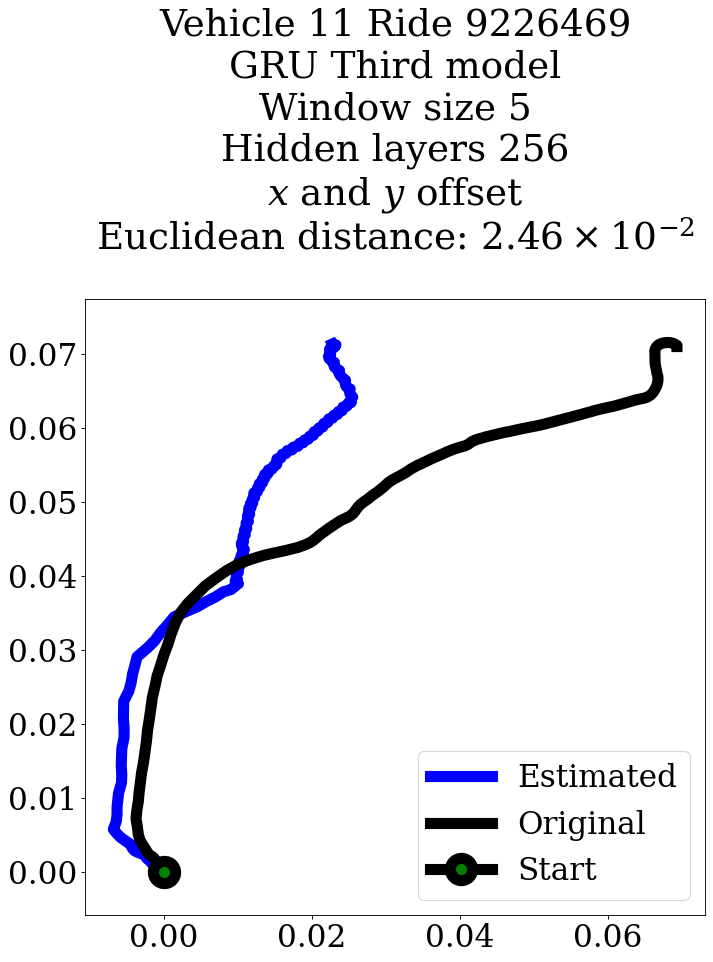 Vehicle 11 Ride 9226469
GRU Third model
Window size 5
Hidden layers 256
x and y offset
Euclidean distance: 2.46 × 10⁻²
0.07
0.06
0.05
0.04
0.03
0.02
0.01
0.00
Estimated
Original
Start
0.00 0.02 0.04 0.06